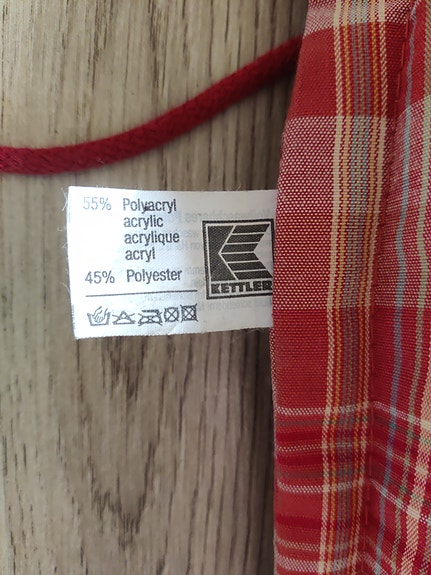 55% Polyacryl
acrylic
acrylique
acryl
45% Polyester
KETTLER